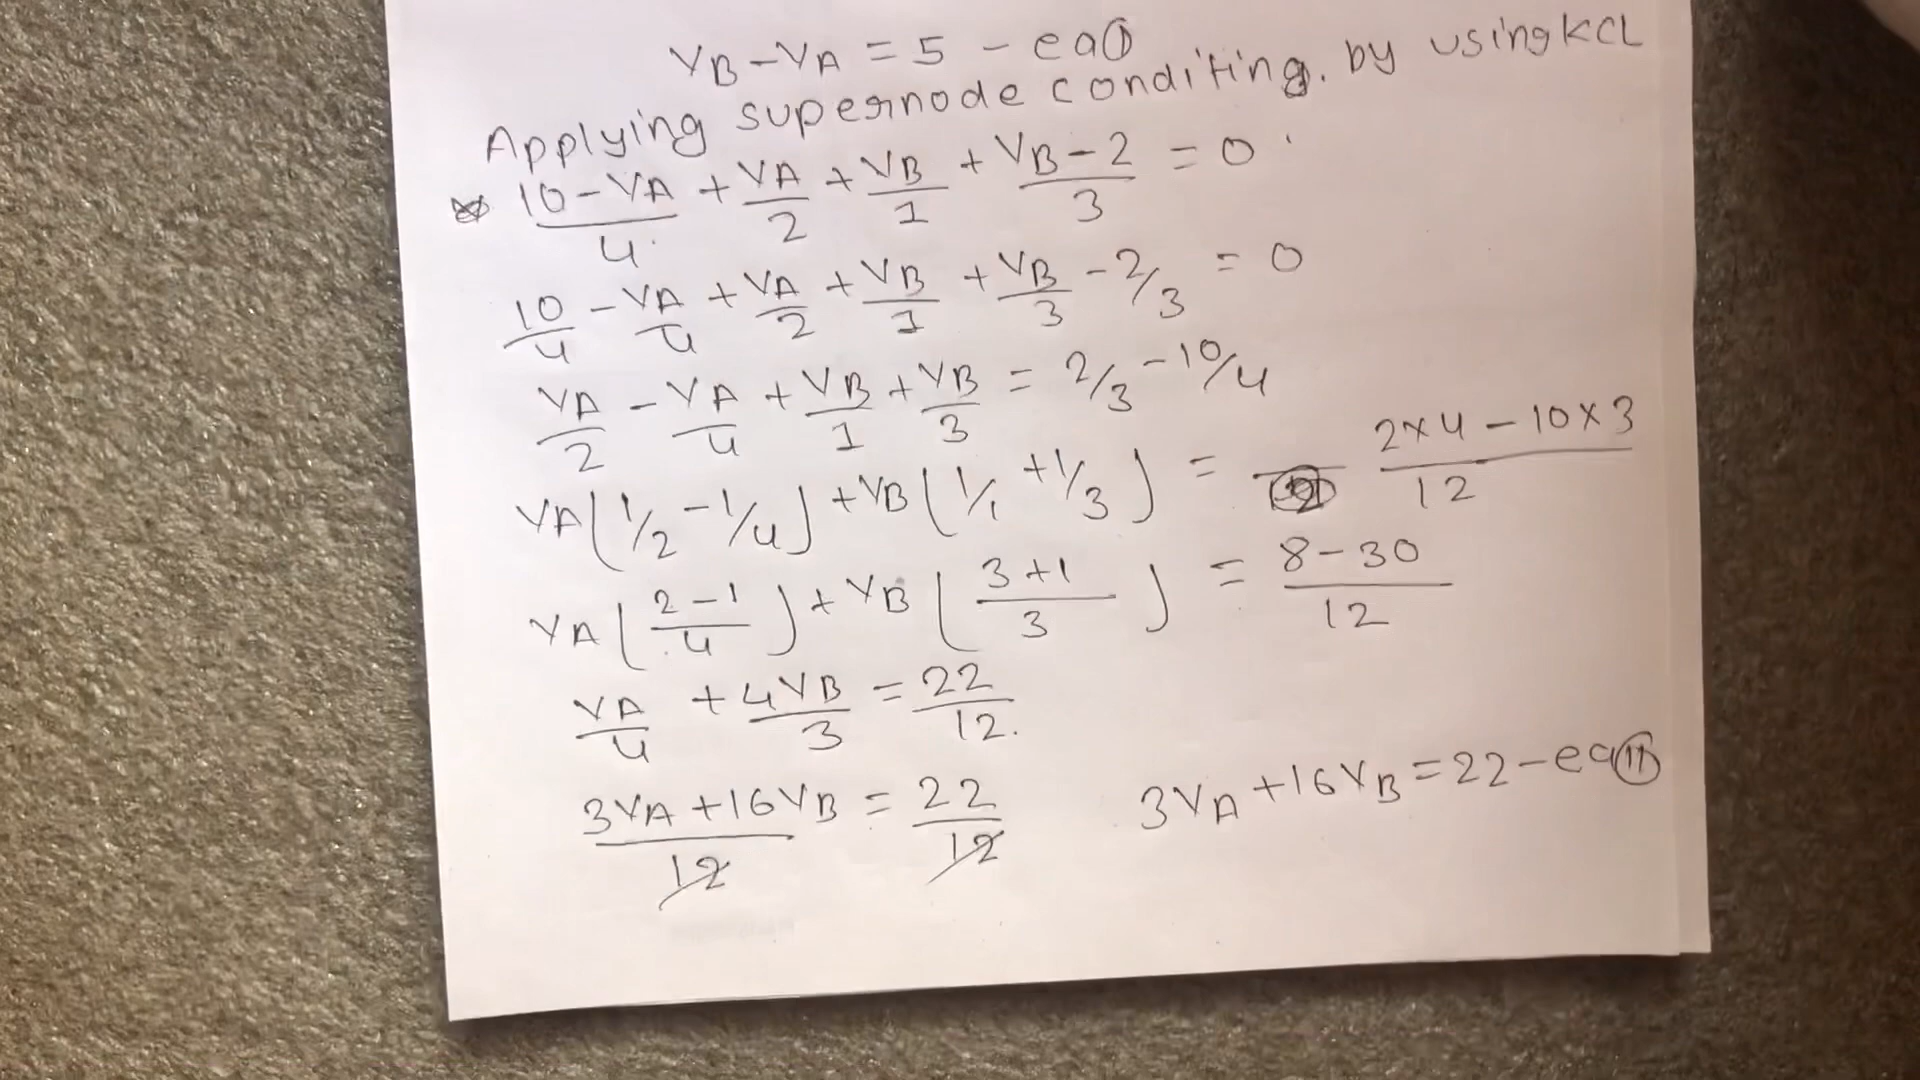 VB-VA = 5 - eq①
Applying supernode conditing. by using KCL
10-VA/4 + VA/2 + VB/1 + VB-2/3 = 0
10/4 - VA/4 + VA/2 + VB/1 + VB/3 - 2/3 = 0
VA/2 - VA/4 + VB/1 + VB/3 = 2/3 - 10/4
VA(1/2 - 1/4) + VB(1/1 + 1/3) = 2×4 - 10×3/12
VA(2-1/4) + VB(3+1/3) = 8-30/12
VA/4 + 4VB/3 = 22/12.
3VA+16VB/12 = 22/12 3VA+16VB=22-eq⑪